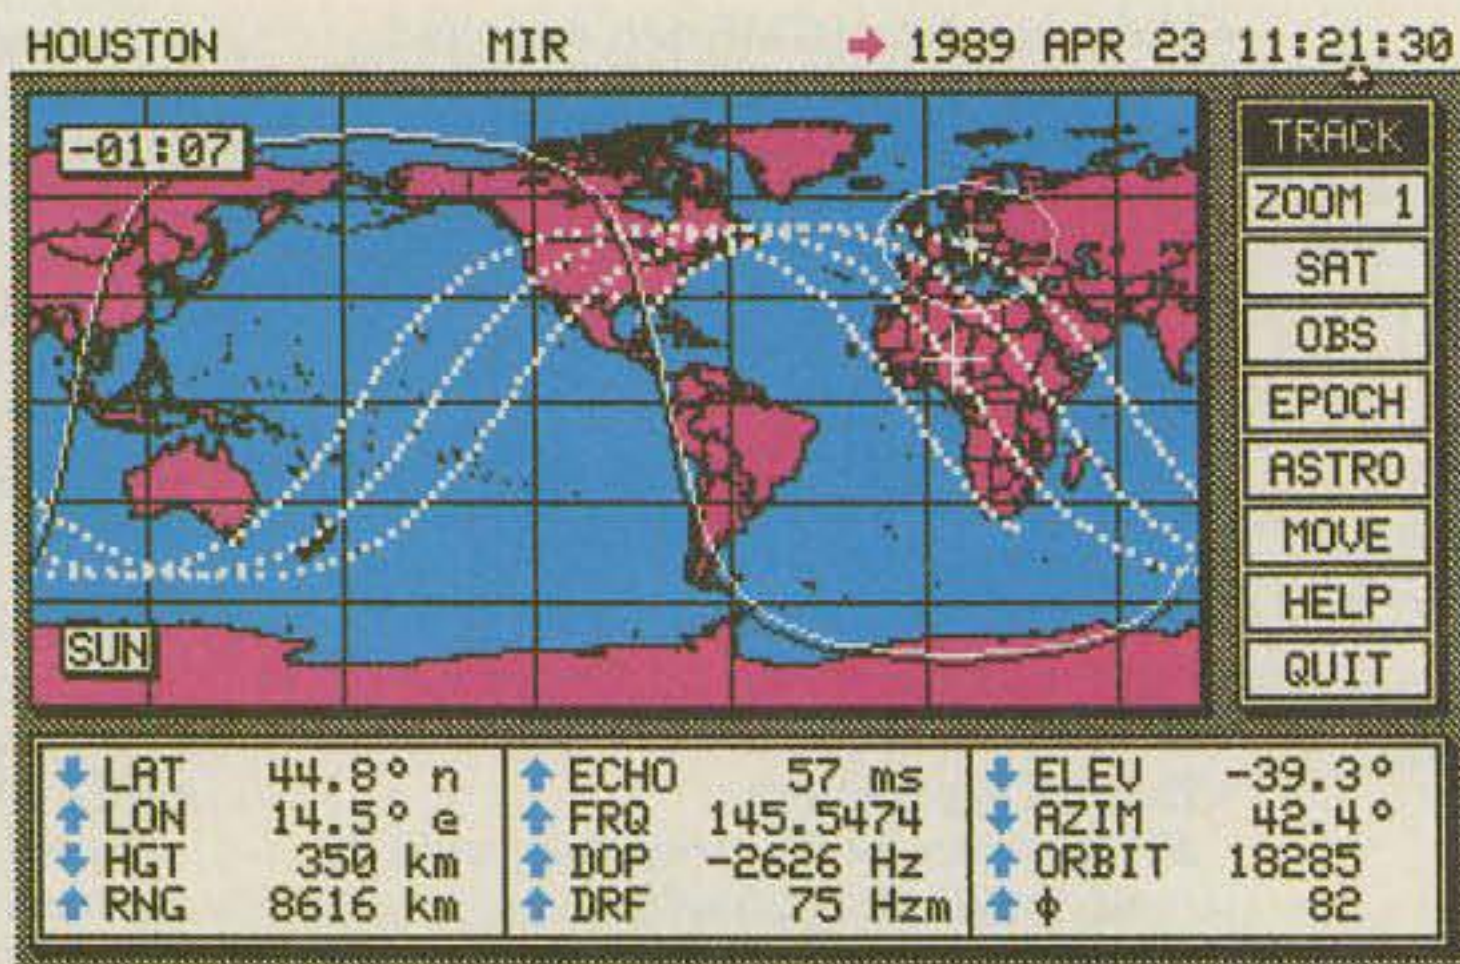 HOUSTON MIR 1989 APR 23 11:21:30
-01:07
TRACK
ZOOM 1
SAT
OBS
EPOCH
ASTRO
MOVE
HELP
QUIT
SUN
LAT 44.8° n
LON 14.5° e
HGT 350 km
RNG 8616 km
ECHO 57 ms
FRQ 145.5474
DOP -2626 Hz
DRF 75 Hzm
ELEV -39.3°
AZIM 42.4°
ORBIT 18285
ϕ 82